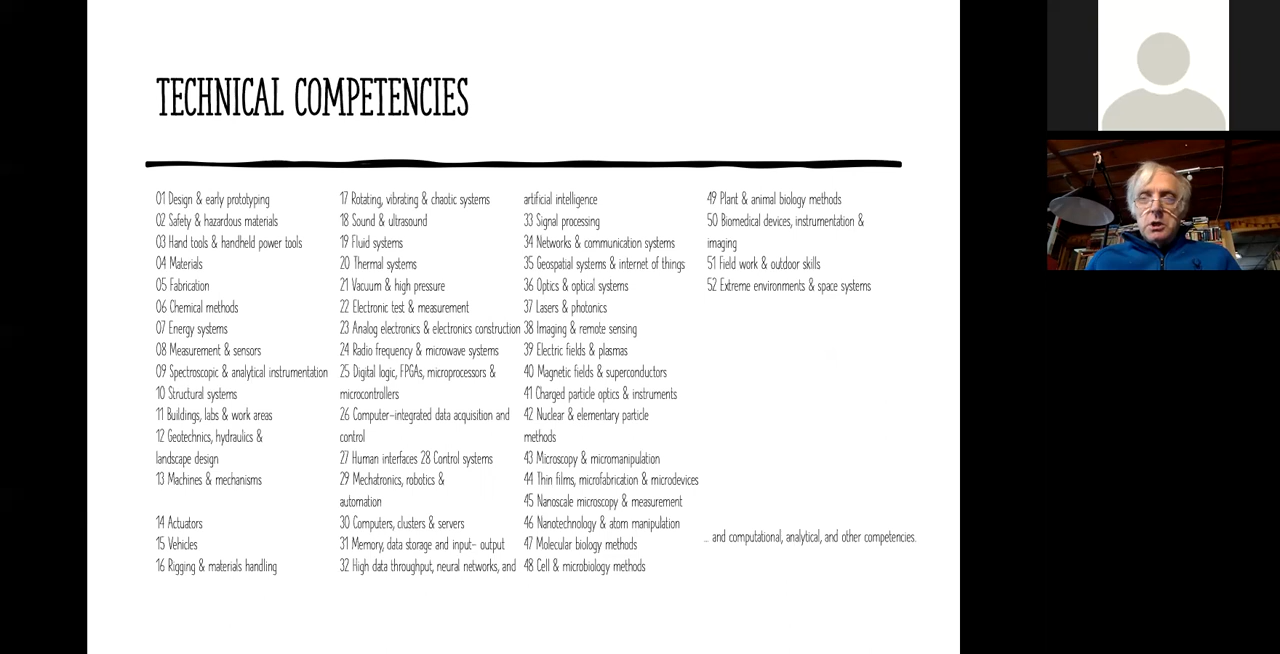 TECHNICAL COMPETENCIES
01 Design & early prototyping
02 Safety & hazardous materials
03 Hand tools & handheld power tools
04 Materials
05 Fabrication
06 Chemical methods
07 Energy systems
08 Measurement & sensors
09 Spectroscopic & analytical instrumentation
10 Structural systems
11 Buildings, labs & work areas
12 Geotechnics, hydraulics &
landscape design
13 Machines & mechanisms
14 Actuators
15 Vehicles
16 Rigging & materials handling
17 Rotating, vibrating & chaotic systems
18 Sound & ultrasound
19 Fluid systems
20 Thermal systems
21 Vacuum & high pressure
22 Electronic test & measurement
23 Analog electronics & electronics construction
24 Radio frequency & microwave systems
25 Digital logic, FPGAs, microprocessors &
microcontrollers
26 Computer-integrated data acquisition and
control
27 Human interfaces 28 Control systems
29 Mechatronics, robotics &
automation
30 Computers, clusters & servers
31 Memory, data storage and input- output
32 High data throughput, neural networks, and
artificial intelligence
33 Signal processing
34 Networks & communication systems
35 Geospatial systems & internet of things
36 Optics & optical systems
37 Lasers & photonics
38 Imaging & remote sensing
39 Electric fields & plasmas
40 Magnetic fields & superconductors
41 Charged particle optics & instruments
42 Nuclear & elementary particle
methods
43 Microscopy & micromanipulation
44 Thin films, microfabrication & microdevices
45 Nanoscale microscopy & measurement
46 Nanotechnology & atom manipulation
47 Molecular biology methods
48 Cell & microbiology methods
49 Plant & animal biology methods
50 Biomedical devices, instrumentation &
imaging
51 Field work & outdoor skills
52 Extreme environments & space systems
... and computational, analytical, and other competencies.